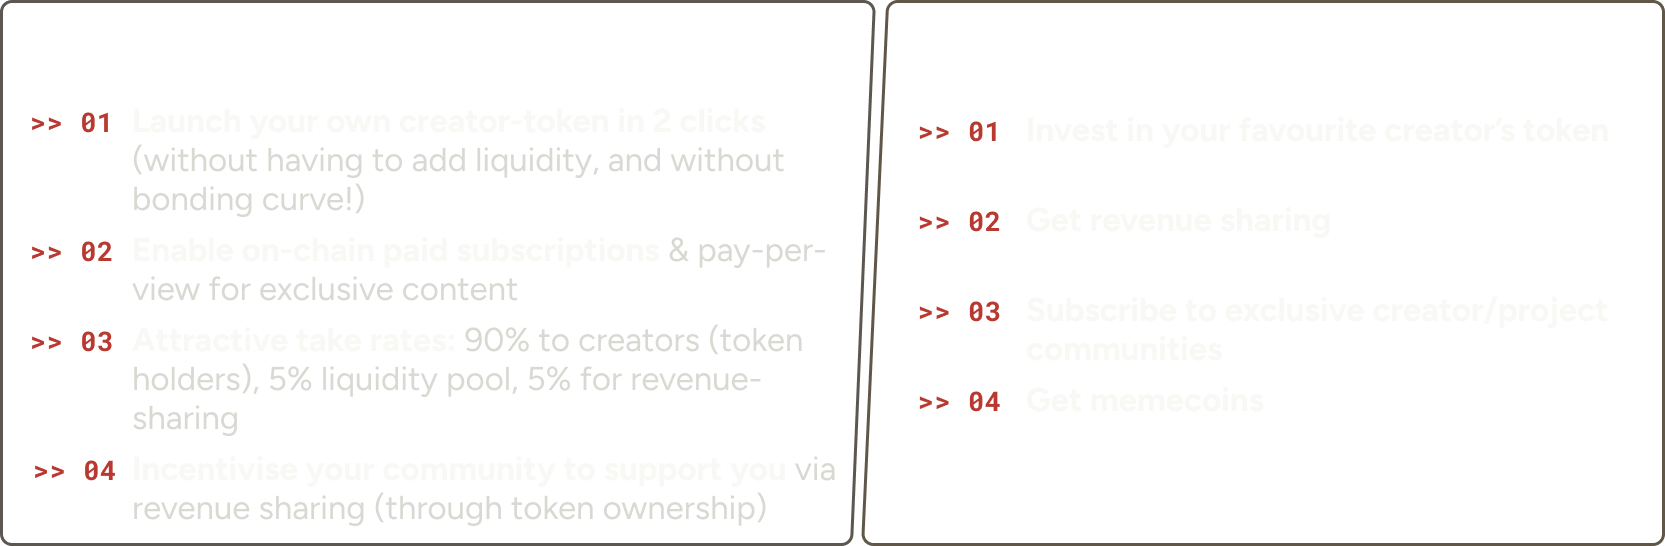 >> 01 Launch your own creator-token in 2 clicks
(without having to add liquidity, and without
bonding curve!)
>> 02 Enable on-chain paid subscriptions & pay-per-
view for exclusive content
>> 03 Attractive take rates: 90% to creators (token
holders), 5% liquidity pool, 5% for revenue-
sharing
>> 04 Incentivise your community to support you via
revenue sharing (through token ownership)
>> 01 Invest in your favourite creator's token
>> 02 Get revenue sharing
>> 03 Subscribe to exclusive creator/project
communities
>> 04 Get memecoins